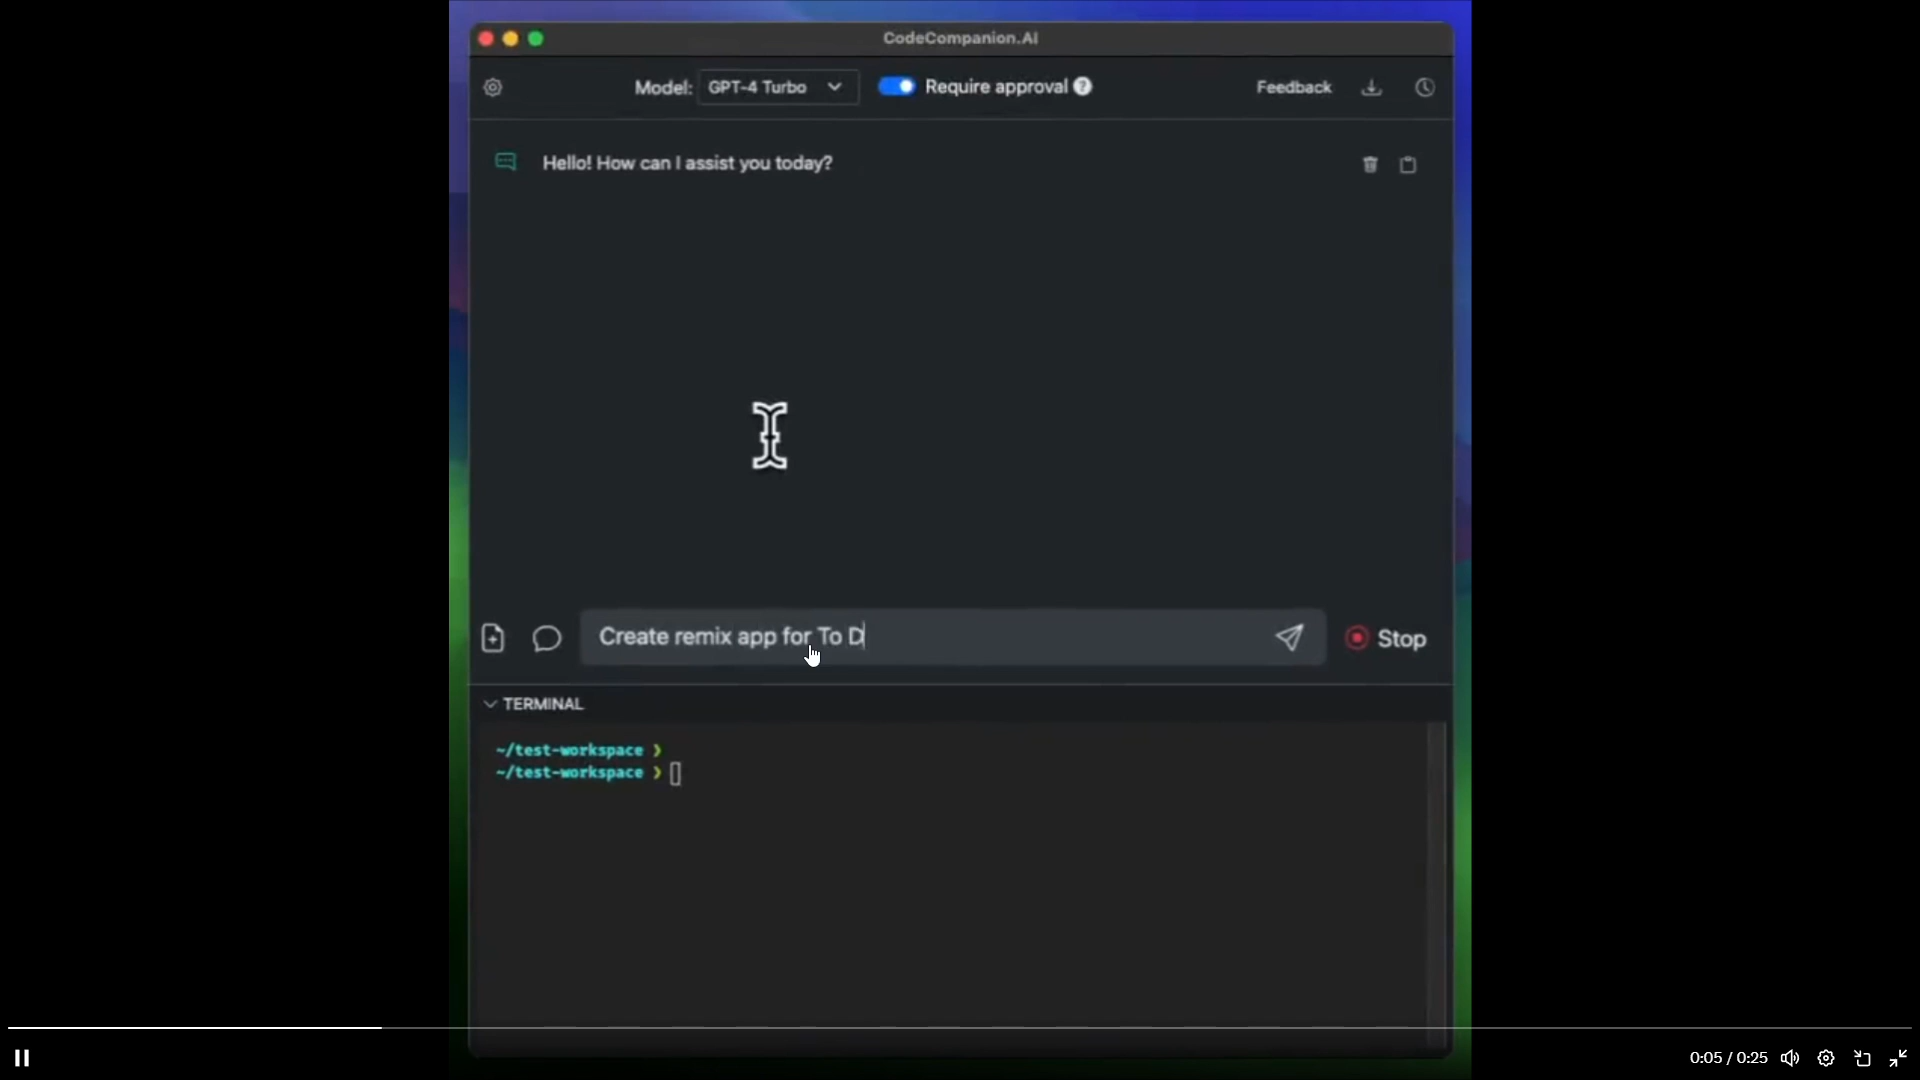 CodeCompanion.AI
Model: GPT-4 Turbo Require approval ? Feedback
Hello! How can I assist you today?
Create remix app for To D
Stop
TERMINAL
~/test-workspace ❯
~/test-workspace ❯
0:05 / 0:25